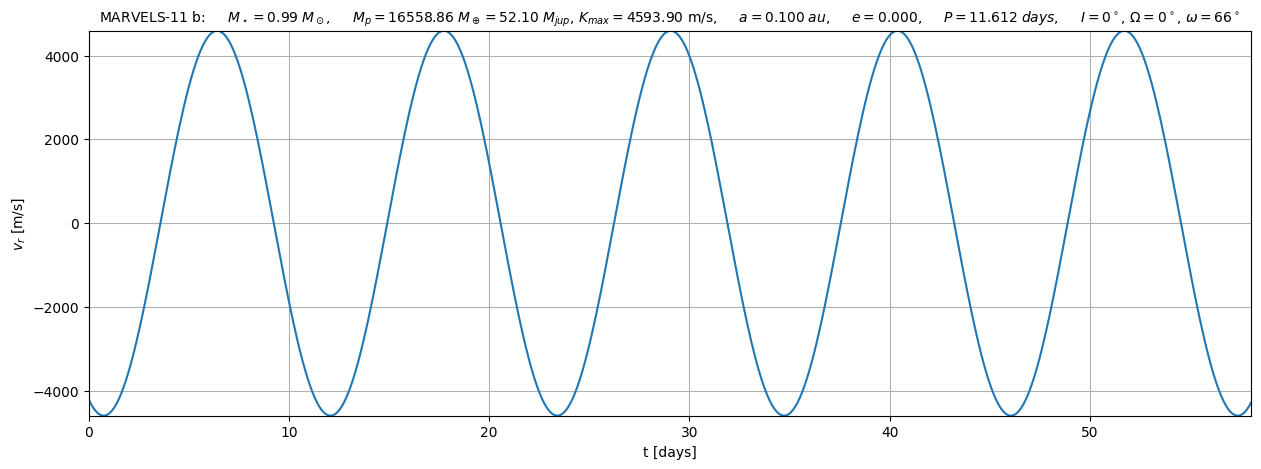 MARVELS-11 b: M⋆ = 0.99 M⊙, Mp = 16558.86 M⊕ = 52.10 Mjup, Kmax = 4593.90 m/s, a = 0.100 au, e = 0.000, P = 11.612 days, I = 0°, Ω = 0°, ω = 66°
4000
2000
0
−2000
−4000
vr [m/s]
0 10 20 30 40 50
t [days]